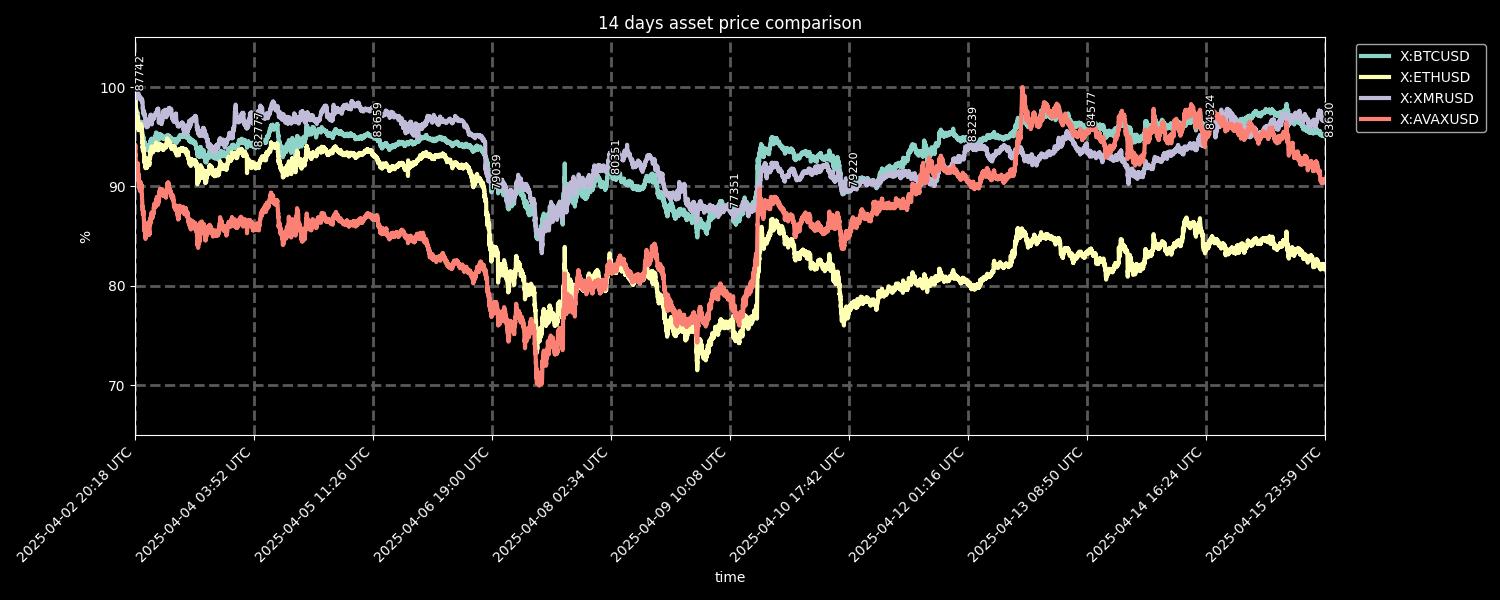 14 days asset price comparison
X:BTCUSD
X:ETHUSD
X:XMRUSD
X:AVAXUSD
%
100
90
80
70
87742
82777
83659
79039
80351
77351
79220
83239
84577
84324
83630
2025-04-02 20:18 UTC
2025-04-04 03:52 UTC
2025-04-05 11:26 UTC
2025-04-06 19:00 UTC
2025-04-08 02:34 UTC
2025-04-09 10:08 UTC
2025-04-10 17:42 UTC
2025-04-12 01:16 UTC
2025-04-13 08:50 UTC
2025-04-14 16:24 UTC
2025-04-15 23:59 UTC
time